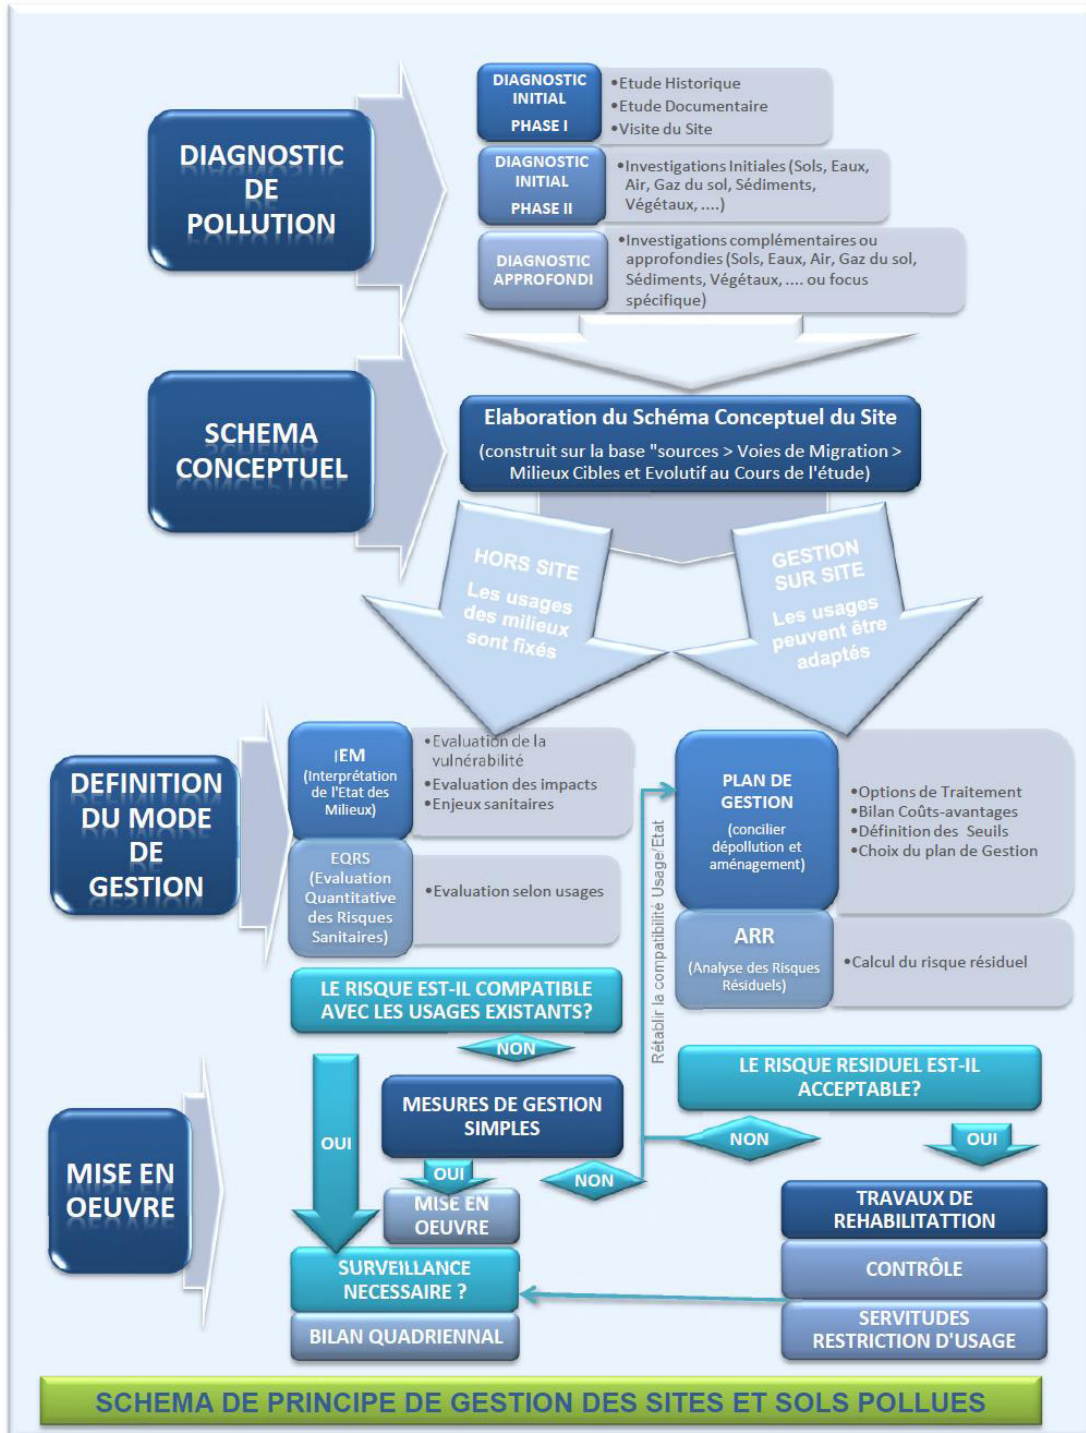 DIAGNOSTIC
DE
POLLUTION
DIAGNOSTIC
INITIAL
PHASE I
•Etude Historique
•Etude Documentaire
•Visite du Site
DIAGNOSTIC
INITIAL
PHASE II
•Investigations Initiales (Sols, Eaux,
Air, Gaz du sol, Sédiments,
Végétaux, ....)
DIAGNOSTIC
APPROFONDI
•Investigations complémentaires ou
approfondies (Sols, Eaux, Air, Gaz du sol,
Sédiments, Végétaux, .... ou focus
spécifique)
SCHEMA
CONCEPTUEL
Elaboration du Schéma Conceptuel du Site
(construit sur la base "sources > Voies de Migration >
Milieux Cibles et Evolutif au Cours de l'étude)
HORS SITE
Les usages
des milieux
sont fixés
GESTION
SUR SITE
Les usages
peuvent être
adaptés
DEFINITION
DU MODE
DE
GESTION
IEM
(Interprétation
de l'Etat des
Milieux)
•Evaluation de la
vulnérabilité
•Evaluation des impacts
•Enjeux sanitaires
EQRS
(Evaluation
Quantitative
des Risques
Sanitaires)
•Evaluation selon usages
Rétablir la compatibilité Usage/Etat
PLAN DE
GESTION
(concilier
dépollution et
aménagement)
•Options de Traitement
•Bilan Coûts-avantages
•Définition des Seuils
•Choix du plan de Gestion
ARR
(Analyse des Risques
Résiduels)
•Calcul du risque résiduel
LE RISQUE EST-IL COMPATIBLE
AVEC LES USAGES EXISTANTS?
NON
LE RISQUE RESIDUEL EST-IL
ACCEPTABLE?
MISE EN
OEUVRE
OUI
MESURES DE GESTION
SIMPLES
OUI
NON
NON
OUI
MISE EN
OEUVRE
SURVEILLANCE
NECESSAIRE ?
BILAN QUADRIENNAL
TRAVAUX DE
REHABILITATTION
CONTRÔLE
SERVITUDES
RESTRICTION D'USAGE
SCHEMA DE PRINCIPE DE GESTION DES SITES ET SOLS POLLUES